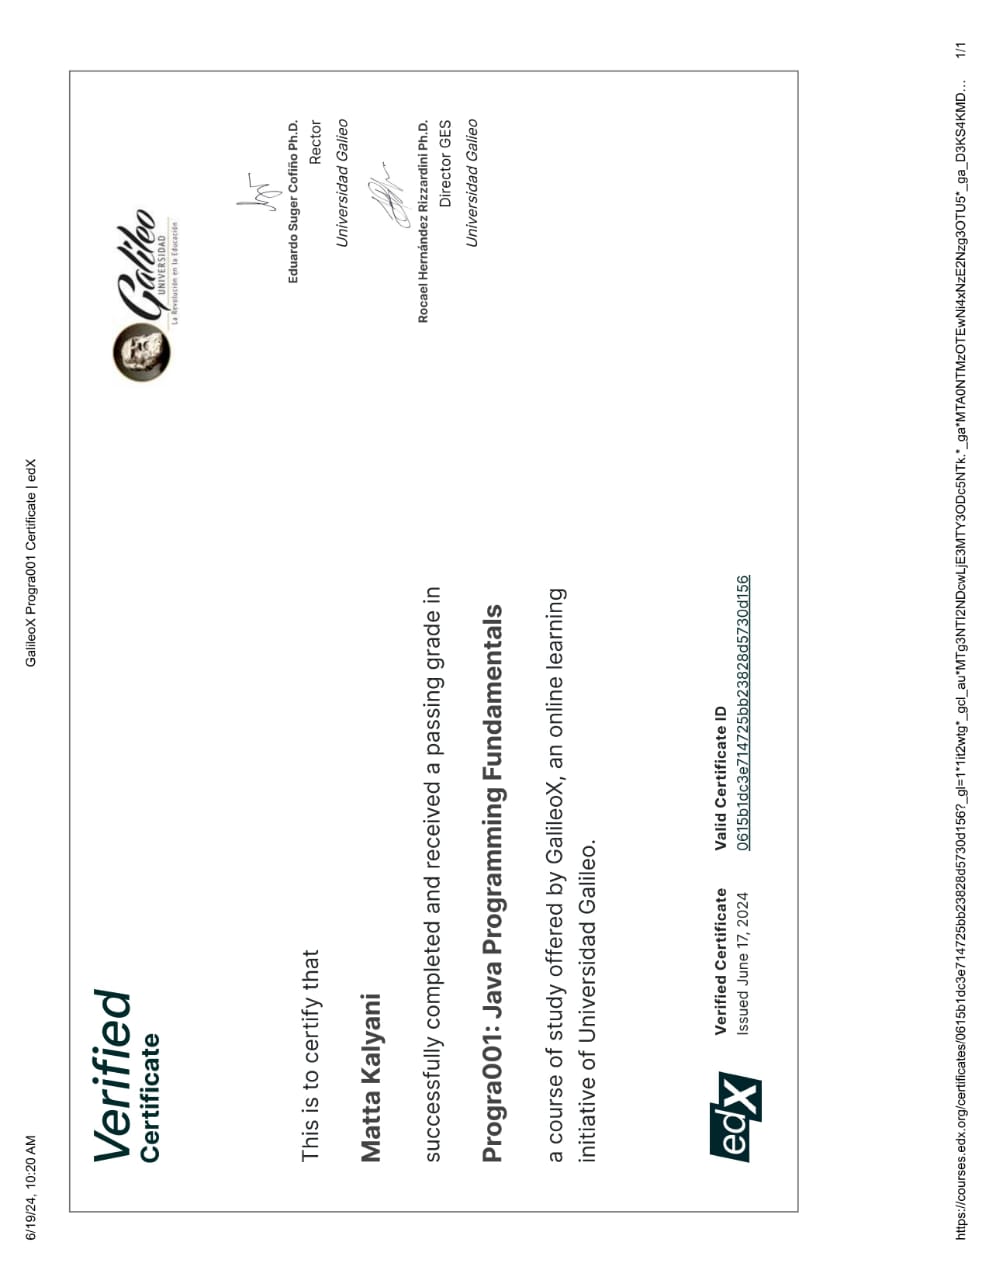 6/19/24, 10:20 AM
GalileoX Progra001 Certificate | edX
Verified
Certificate
Galileo
UNIVERSIDAD
La Revolución en la Educación
This is to certify that
Matta Kalyani
successfully completed and received a passing grade in
Progra001: Java Programming Fundamentals
a course of study offered by GalileoX, an online learning
initiative of Universidad Galileo.
Eduardo Suger Cofiño Ph.D.
Rector
Universidad Galieo
Rocael Hernández Rizzardini Ph.D.
Director GES
Universidad Galieo
edX
Verified Certificate
Issued June 17, 2024
Valid Certificate ID
0615b1dc3e714725bb23828d5730d156
https://courses.edx.org/certificates/0615b1dc3e714725bb23828d5730d156?_gl=1*1it2wtg*_gcl_au*MTg3NTI2NDcwLjE3MTY3ODc5NTk.*_ga*MTA0NTMzOTEwNi4xNzE2Nzg3OTU5*_ga_D3KS4KMD...
1/1